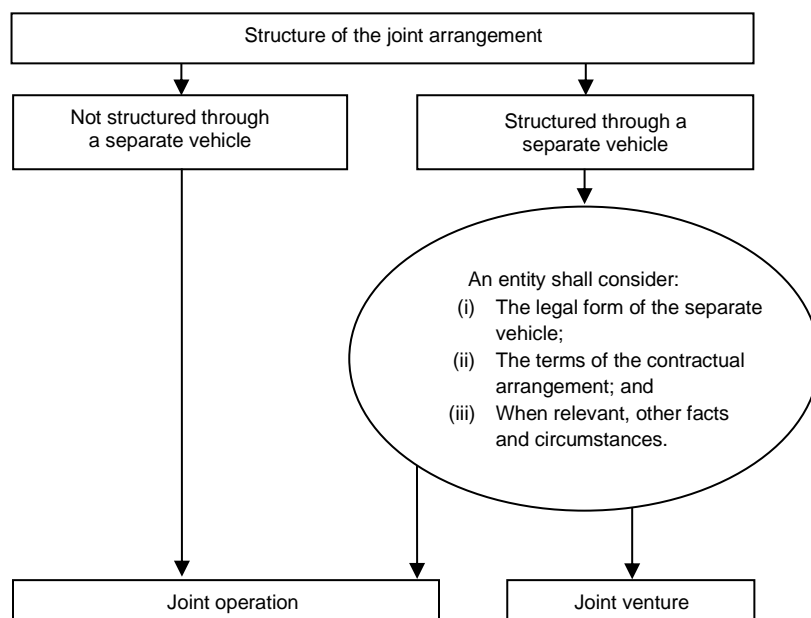 Structure of the joint arrangement
Not structured through
a separate vehicle
Structured through a
separate vehicle
An entity shall consider:
(i) The legal form of the separate
vehicle;
(ii) The terms of the contractual
arrangement; and
(iii) When relevant, other facts
and circumstances.
Joint operation
Joint venture